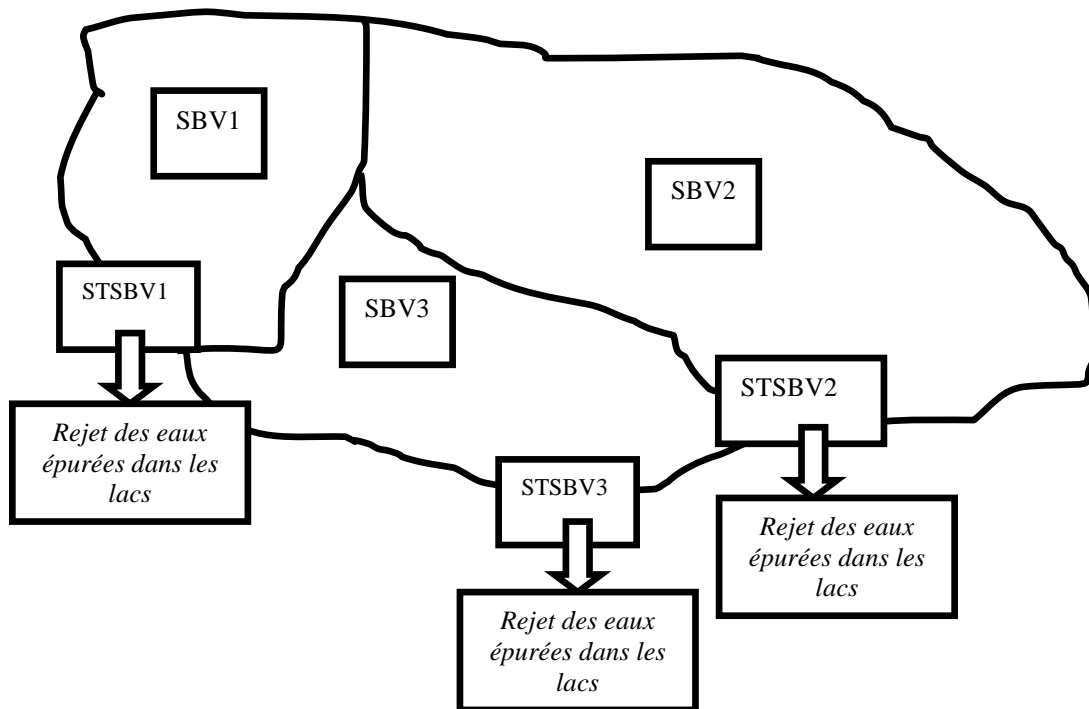 SBV1
SBV2
STSBV1
SBV3
STSBV2
Rejet des eaux
épurées dans les
lacs
STSBV3
Rejet des eaux
épurées dans les
lacs
Rejet des eaux
épurées dans les
lacs